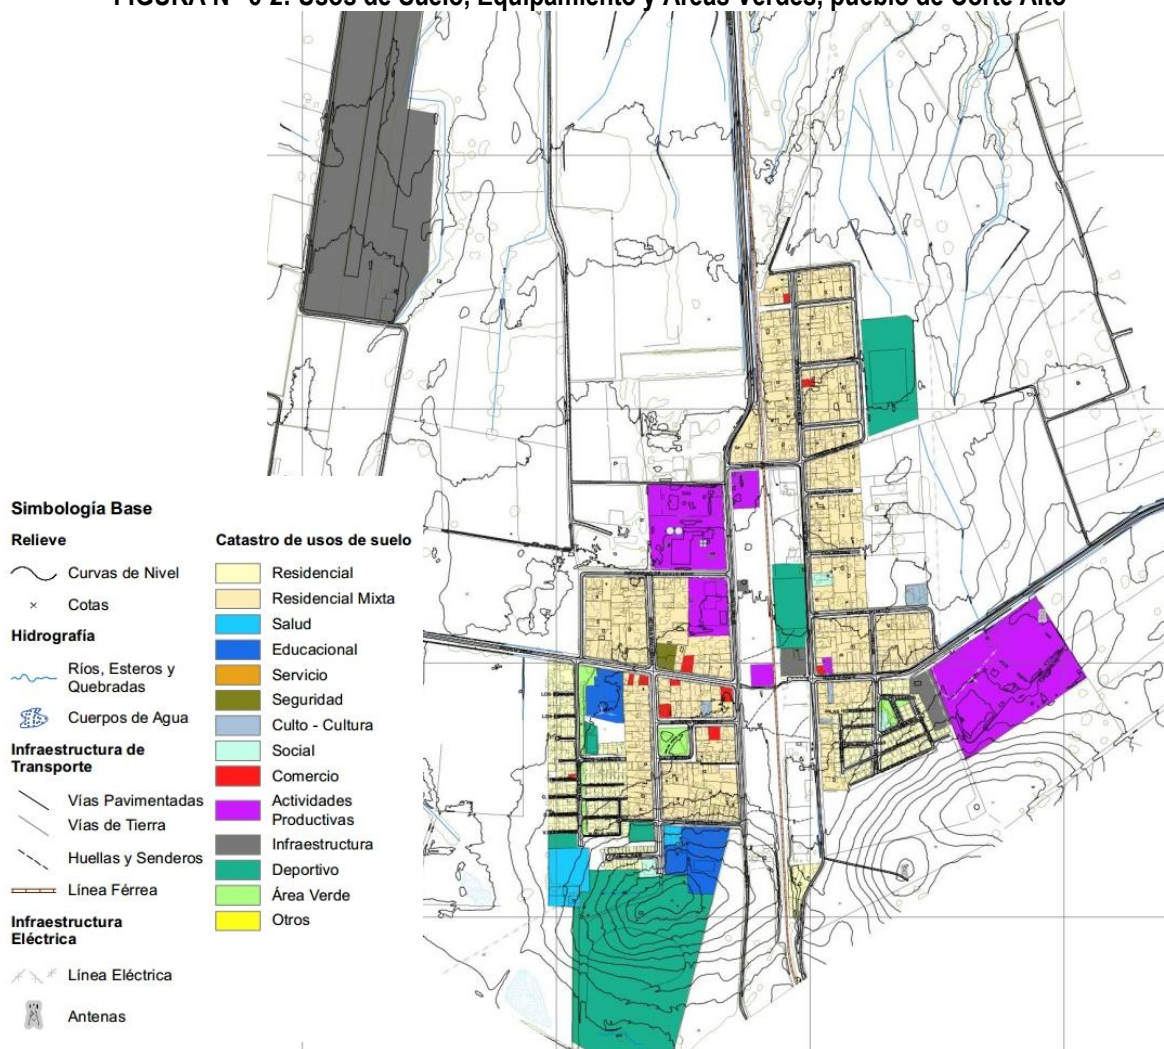 FIGURA N° 6-2: Usos de Suelo, Equipamiento y Áreas Verdes, pueblo de Corte Alto
Simbología Base
Relieve
Curvas de Nivel
Cotas
Hidrografía
Ríos, Esteros y
Quebradas
Cuerpos de Agua
Infraestructura de
Transporte
Vías Pavimentadas
Vías de Tierra
Huellas y Senderos
Línea Férrea
Infraestructura
Eléctrica
Línea Eléctrica
Antenas
Catastro de usos de suelo
Residencial
Residencial Mixta
Salud
Educacional
Servicio
Seguridad
Culto - Cultura
Social
Comercio
Actividades
Productivas
Infraestructura
Deportivo
Área Verde
Otros